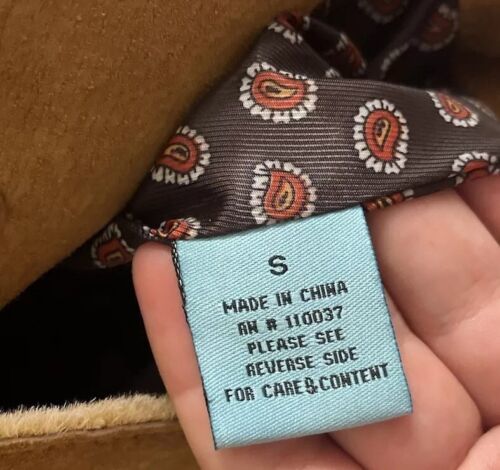 S
MADE IN CHINA
RN # 110037
PLEASE SEE
REVERSE SIDE
FOR CARE&CONTENT